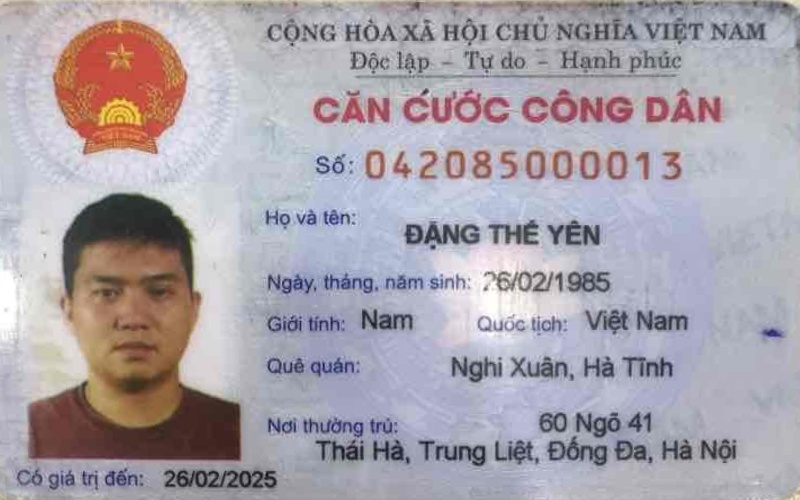 CỘNG HÒA XÃ HỘI CHỦ NGHĨA VIỆT NAM
Độc lập - Tự do - Hạnh phúc
CĂN CƯỚC CÔNG DÂN
Số: 042085000013
Họ và tên:
ĐẶNG THẾ YÊN
Ngày, tháng, năm sinh: 26/02/1985
Giới tính: Nam Quốc tịch: Việt Nam
Quê quán: Nghi Xuân, Hà Tĩnh
Nơi thường trú: 60 Ngõ 41
Thái Hà, Trung Liệt, Đống Đa, Hà Nội
Có giá trị đến: 26/02/2025